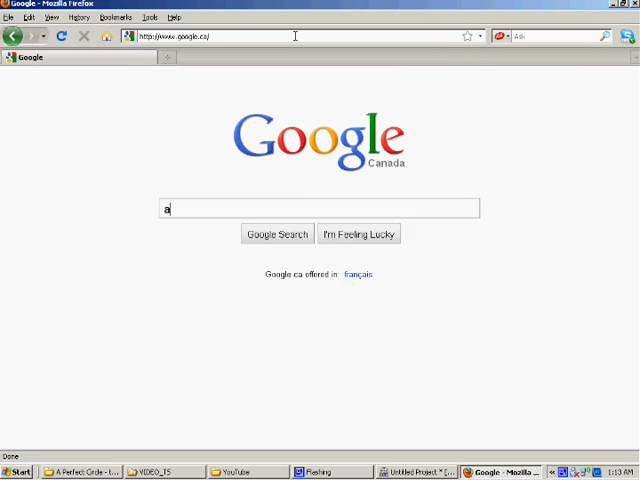 Google - Mozilla Firefox
File Edit View History Bookmarks Tools Help
http://www.google.ca/
Ask
Google
Google
Canada
a
Google Search I'm Feeling Lucky
Google.ca offered in: français
Done
Start A Perfect Circle - t... VIDEO_TS YouTube Flashing Untitled Project * [... Google - Mozilla ... « 1:13 AM